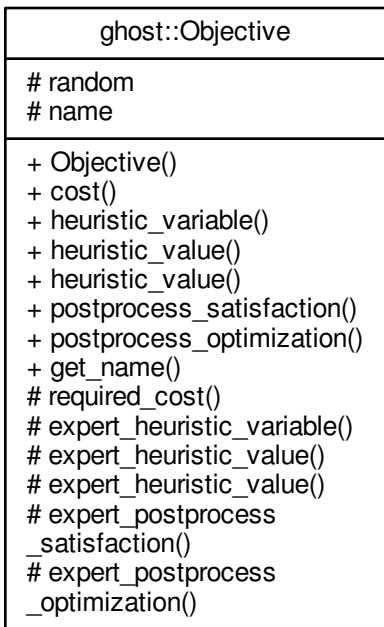 ghost::Objective
# random
# name
+ Objective()
+ cost()
+ heuristic_variable()
+ heuristic_value()
+ heuristic_value()
+ postprocess_satisfaction()
+ postprocess_optimization()
+ get_name()
# required_cost()
# expert_heuristic_variable()
# expert_heuristic_value()
# expert_heuristic_value()
# expert_postprocess
_satisfaction()
# expert_postprocess
_optimization()